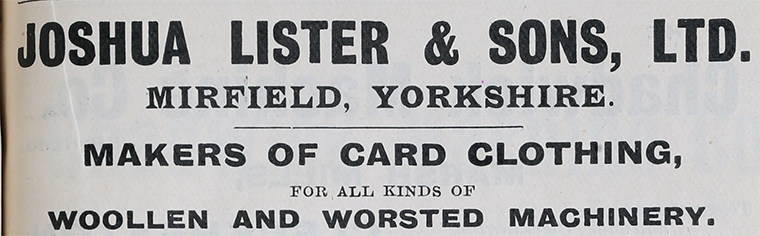 JOSHUA LISTER & SONS, LTD.
MIRFIELD, YORKSHIRE.
MAKERS OF CARD CLOTHING,
FOR ALL KINDS OF
WOOLLEN AND WORSTED MACHINERY.